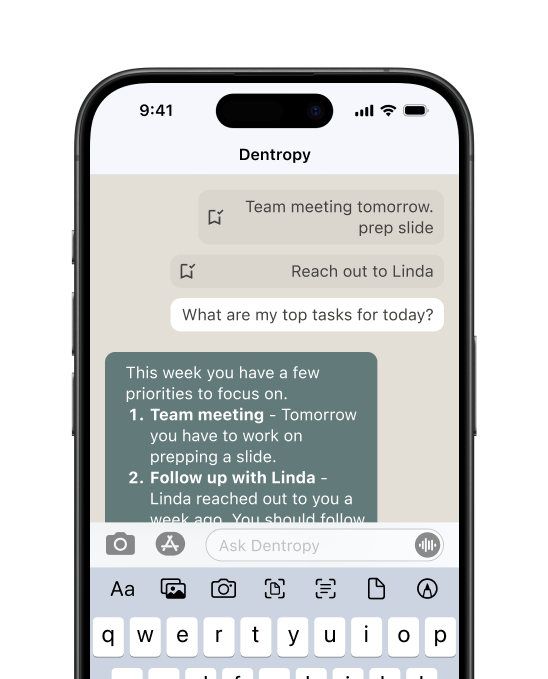 9:41
Dentropy
Team meeting tomorrow.
prep slide
Reach out to Linda
What are my top tasks for today?
This week you have a few
priorities to focus on.
1. Team meeting - Tomorrow
you have to work on
prepping a slide.
2. Follow up with Linda -
Linda reached out to you a
week ago. You should follow
Ask Dentropy
Aa
q w e r t y u i o p